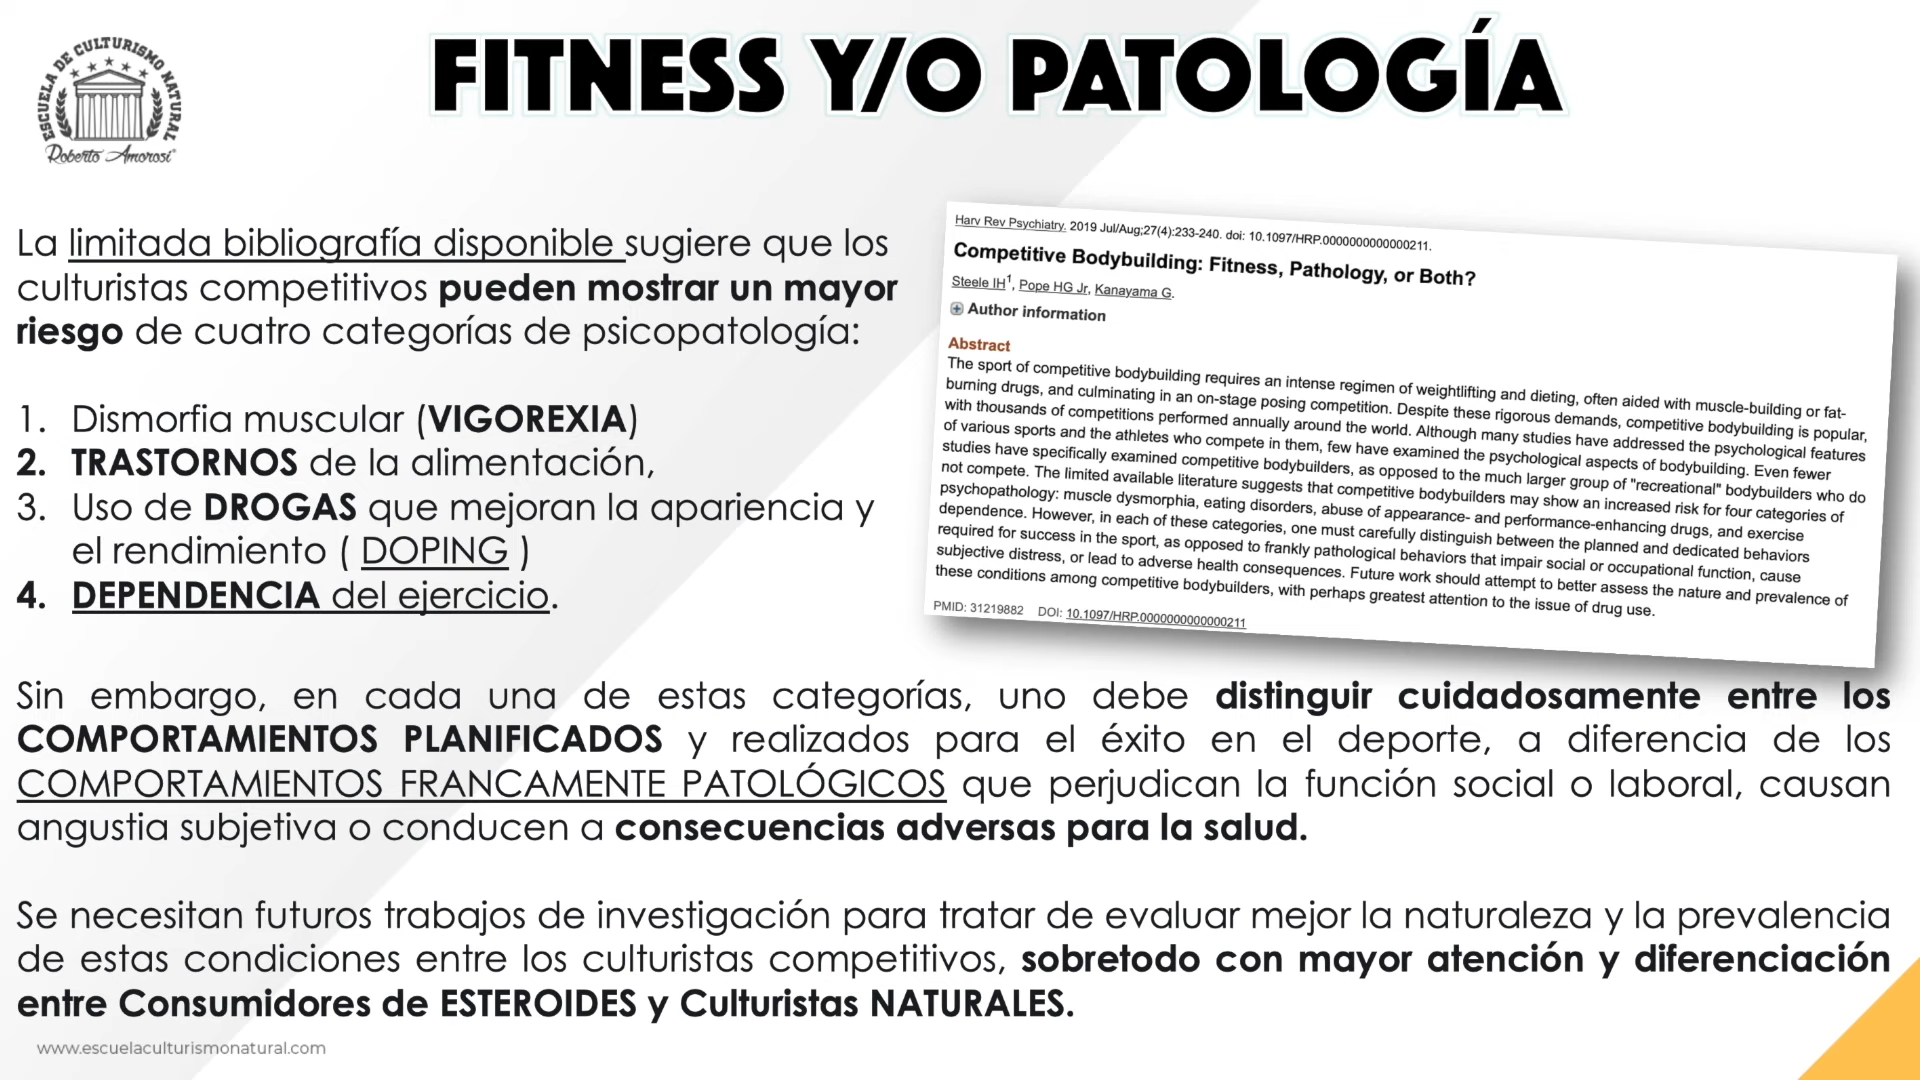 ESCUELA DE CULTURISMO NATURAL
Roberto Amorosi®
FITNESS Y/O PATOLOGÍA
La limitada bibliografía disponible sugiere que los
culturistas competitivos pueden mostrar un mayor
riesgo de cuatro categorías de psicopatología:
1. Dismorfia muscular (VIGOREXIA)
2. TRASTORNOS de la alimentación,
3. Uso de DROGAS que mejoran la apariencia y
el rendimiento ( DOPING )
4. DEPENDENCIA del ejercicio.
Harv Rev Psychiatry. 2019 Jul/Aug;27(4):233-240. doi: 10.1097/HRP.0000000000000211.
Competitive Bodybuilding: Fitness, Pathology, or Both?
Steele IH1, Pope HG Jr, Kanayama G.
Author information
Abstract
The sport of competitive bodybuilding requires an intense regimen of weightlifting and dieting, often aided with muscle-building or fat-
burning drugs, and culminating in an on-stage posing competition. Despite these rigorous demands, competitive bodybuilding is popular,
with thousands of competitions performed annually around the world. Although many studies have addressed the psychological features
of various sports and the athletes who compete in them, few have examined the psychological aspects of bodybuilding. Even fewer
studies have specifically examined competitive bodybuilders, as opposed to the much larger group of "recreational" bodybuilders who do
not compete. The limited available literature suggests that competitive bodybuilders may show an increased risk for four categories of
psychopathology: muscle dysmorphia, eating disorders, abuse of appearance- and performance-enhancing drugs, and exercise
dependence. However, in each of these categories, one must carefully distinguish between the planned and dedicated behaviors
required for success in the sport, as opposed to frankly pathological behaviors that impair social or occupational function, cause
subjective distress, or lead to adverse health consequences. Future work should attempt to better assess the nature and prevalence of
these conditions among competitive bodybuilders, with perhaps greatest attention to the issue of drug use.
PMID: 31219882 DOI: 10.1097/HRP.0000000000000211
Sin embargo, en cada una de estas categorías, uno debe distinguir cuidadosamente entre los
COMPORTAMIENTOS PLANIFICADOS y realizados para el éxito en el deporte, a diferencia de los
COMPORTAMIENTOS FRANCAMENTE PATOLÓGICOS que perjudican la función social o laboral, causan
angustia subjetiva o conducen a consecuencias adversas para la salud.
Se necesitan futuros trabajos de investigación para tratar de evaluar mejor la naturaleza y la prevalencia
de estas condiciones entre los culturistas competitivos, sobretodo con mayor atención y diferenciación
entre Consumidores de ESTEROIDES y Culturistas NATURALES.
www.escuelaculturismonatural.com